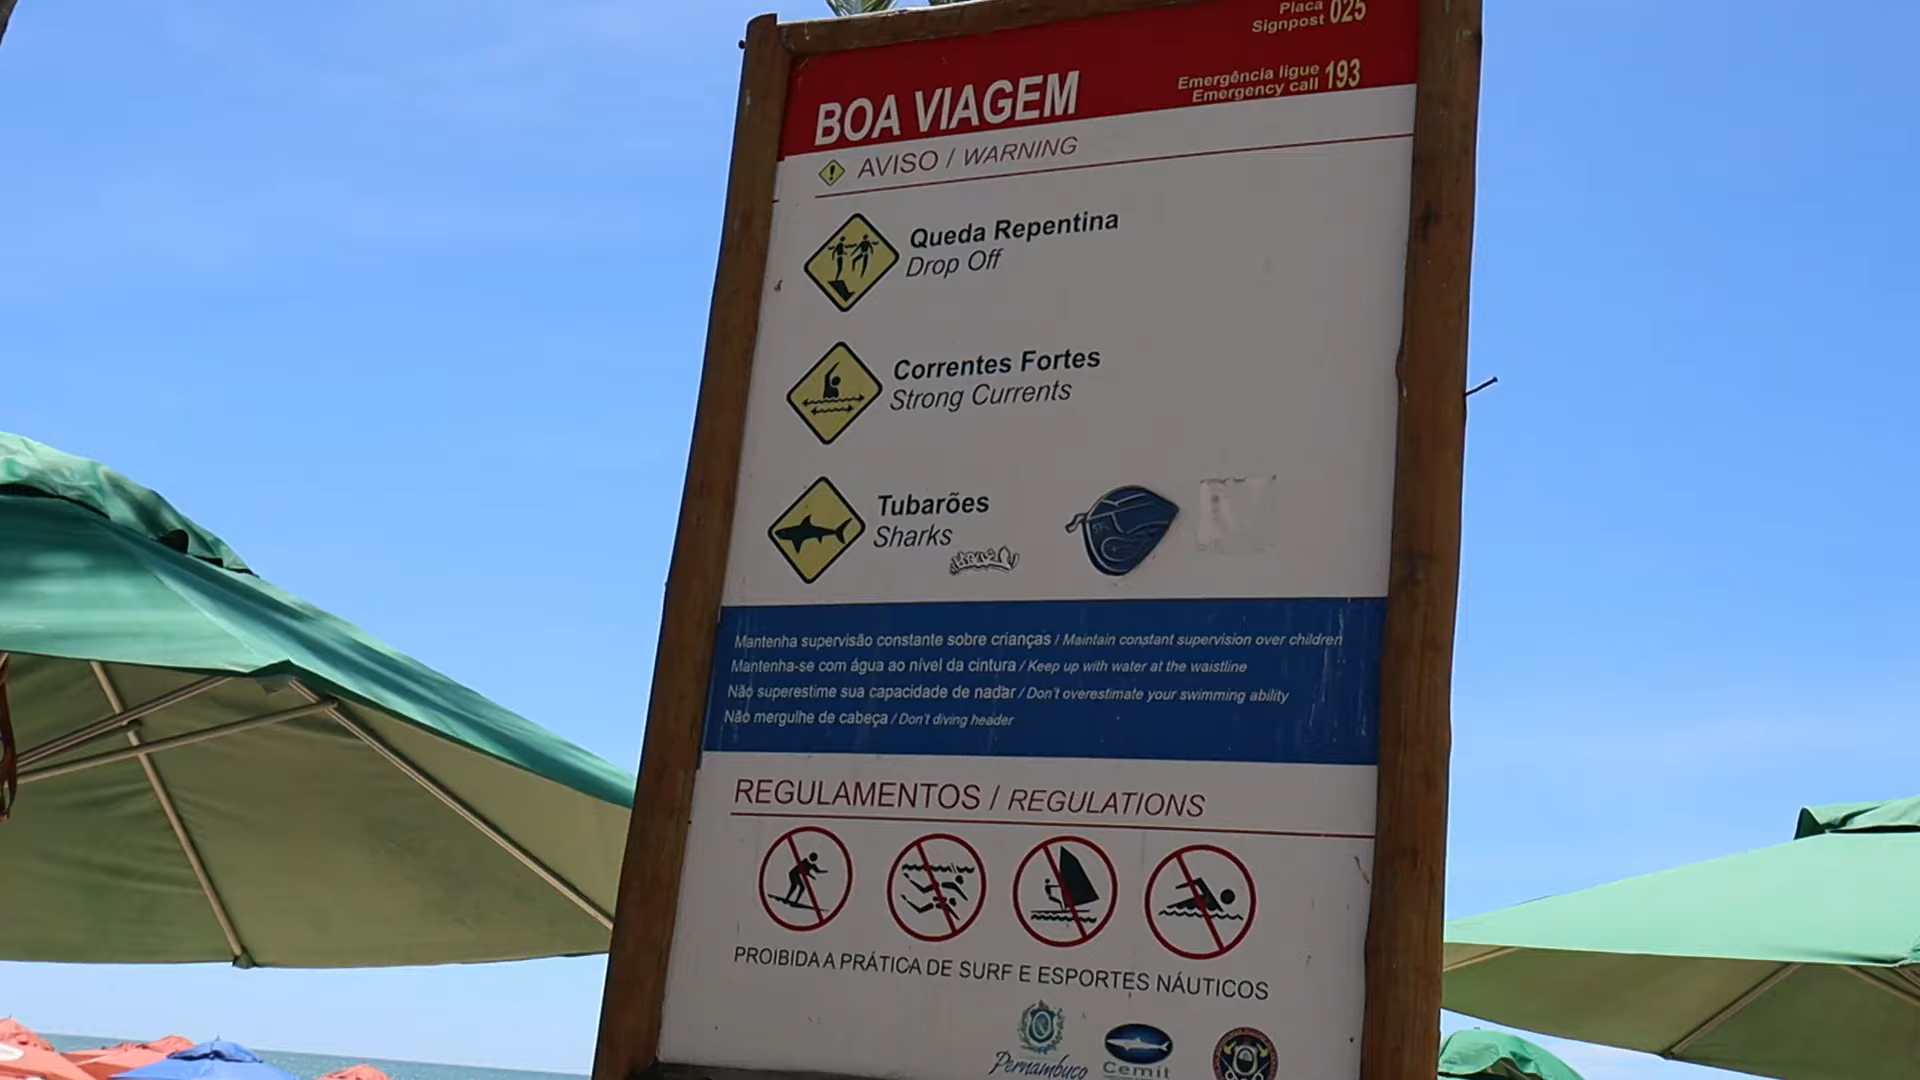 Placa
Signpost 025
BOA VIAGEM
Emergência ligue
Emergency call 193
AVISO / WARNING
Queda Repentina
Drop Off
Correntes Fortes
Strong Currents
Tubarões
Sharks
Mantenha supervisão constante sobre crianças / Maintain constant supervision over children
Mantenha-se com água ao nível da cintura / Keep up with water at the waistline
Não superestime sua capacidade de nadar / Don't overestimate your swimming ability
Não mergulhe de cabeça / Don't diving header
REGULAMENTOS / REGULATIONS
PROIBIDA A PRÁTICA DE SURF E ESPORTES NÁUTICOS
Pernambuco
Cemit